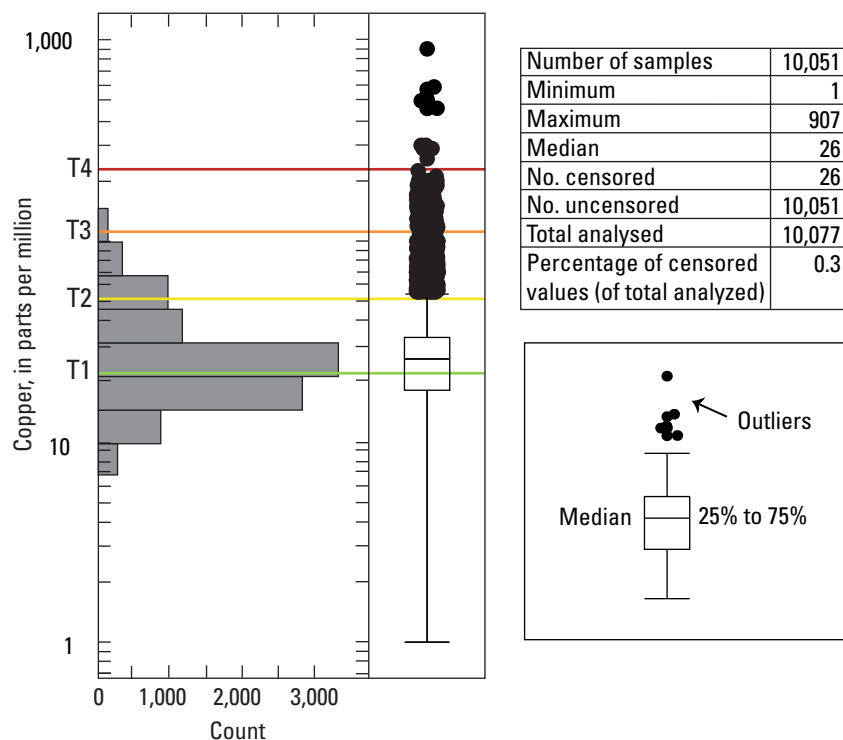 1,000
T4
T3
T2
T1
10
1
Copper, in parts per million
0 1,000 2,000 3,000
Count
Number of samples 10,051
Minimum 1
Maximum 907
Median 26
No. censored 26
No. uncensored 10,051
Total analysed 10,077
Percentage of censored 0.3
values (of total analyzed)
Outliers
Median 25% to 75%